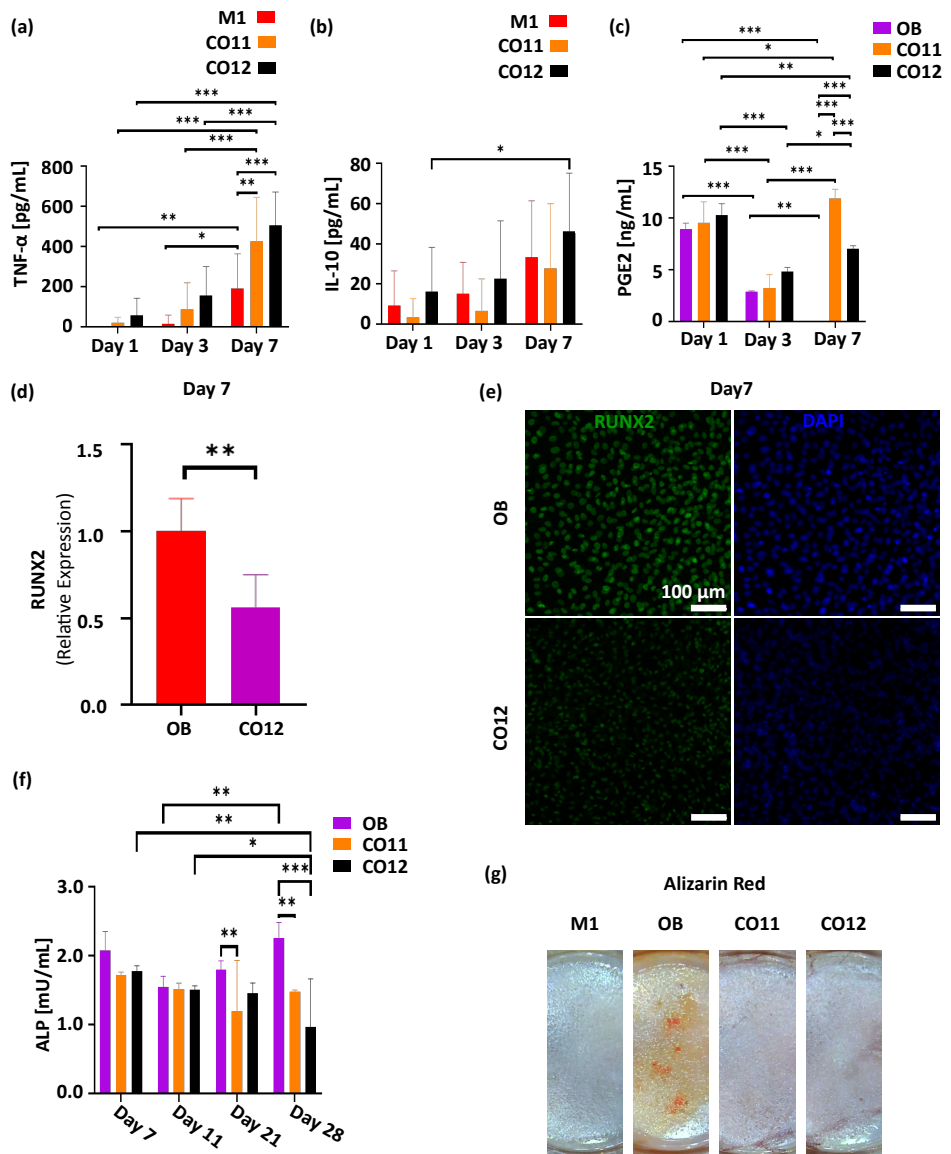 (a)
M1
CO11
CO12
***
***
***
***
***
**
**
*
TNF-α [pg/mL]
800
600
400
200
0
Day 1
Day 3
Day 7
(b)
M1
CO11
CO12
*
IL-10 [pg/mL]
80
60
40
20
0
Day 1
Day 3
Day 7
(c)
OB
CO11
CO12
***
*
**
***
***
***
***
*
***
***
***
**
PGE2 [ng/mL]
15
10
5
0
Day 1
Day 3
Day 7
(d)
Day 7
**
RUNX2
(Relative Expression)
1.5
1.0
0.5
0.0
OB
CO12
(e)
Day7
RUNX2
DAPI
OB
100 µm
CO12
(f)
OB
CO11
CO12
**
**
*
***
**
**
ALP [mU/mL]
3.0
2.0
1.0
0.0
Day 7
Day 11
Day 21
Day 28
(g)
Alizarin Red
M1
OB
CO11
CO12